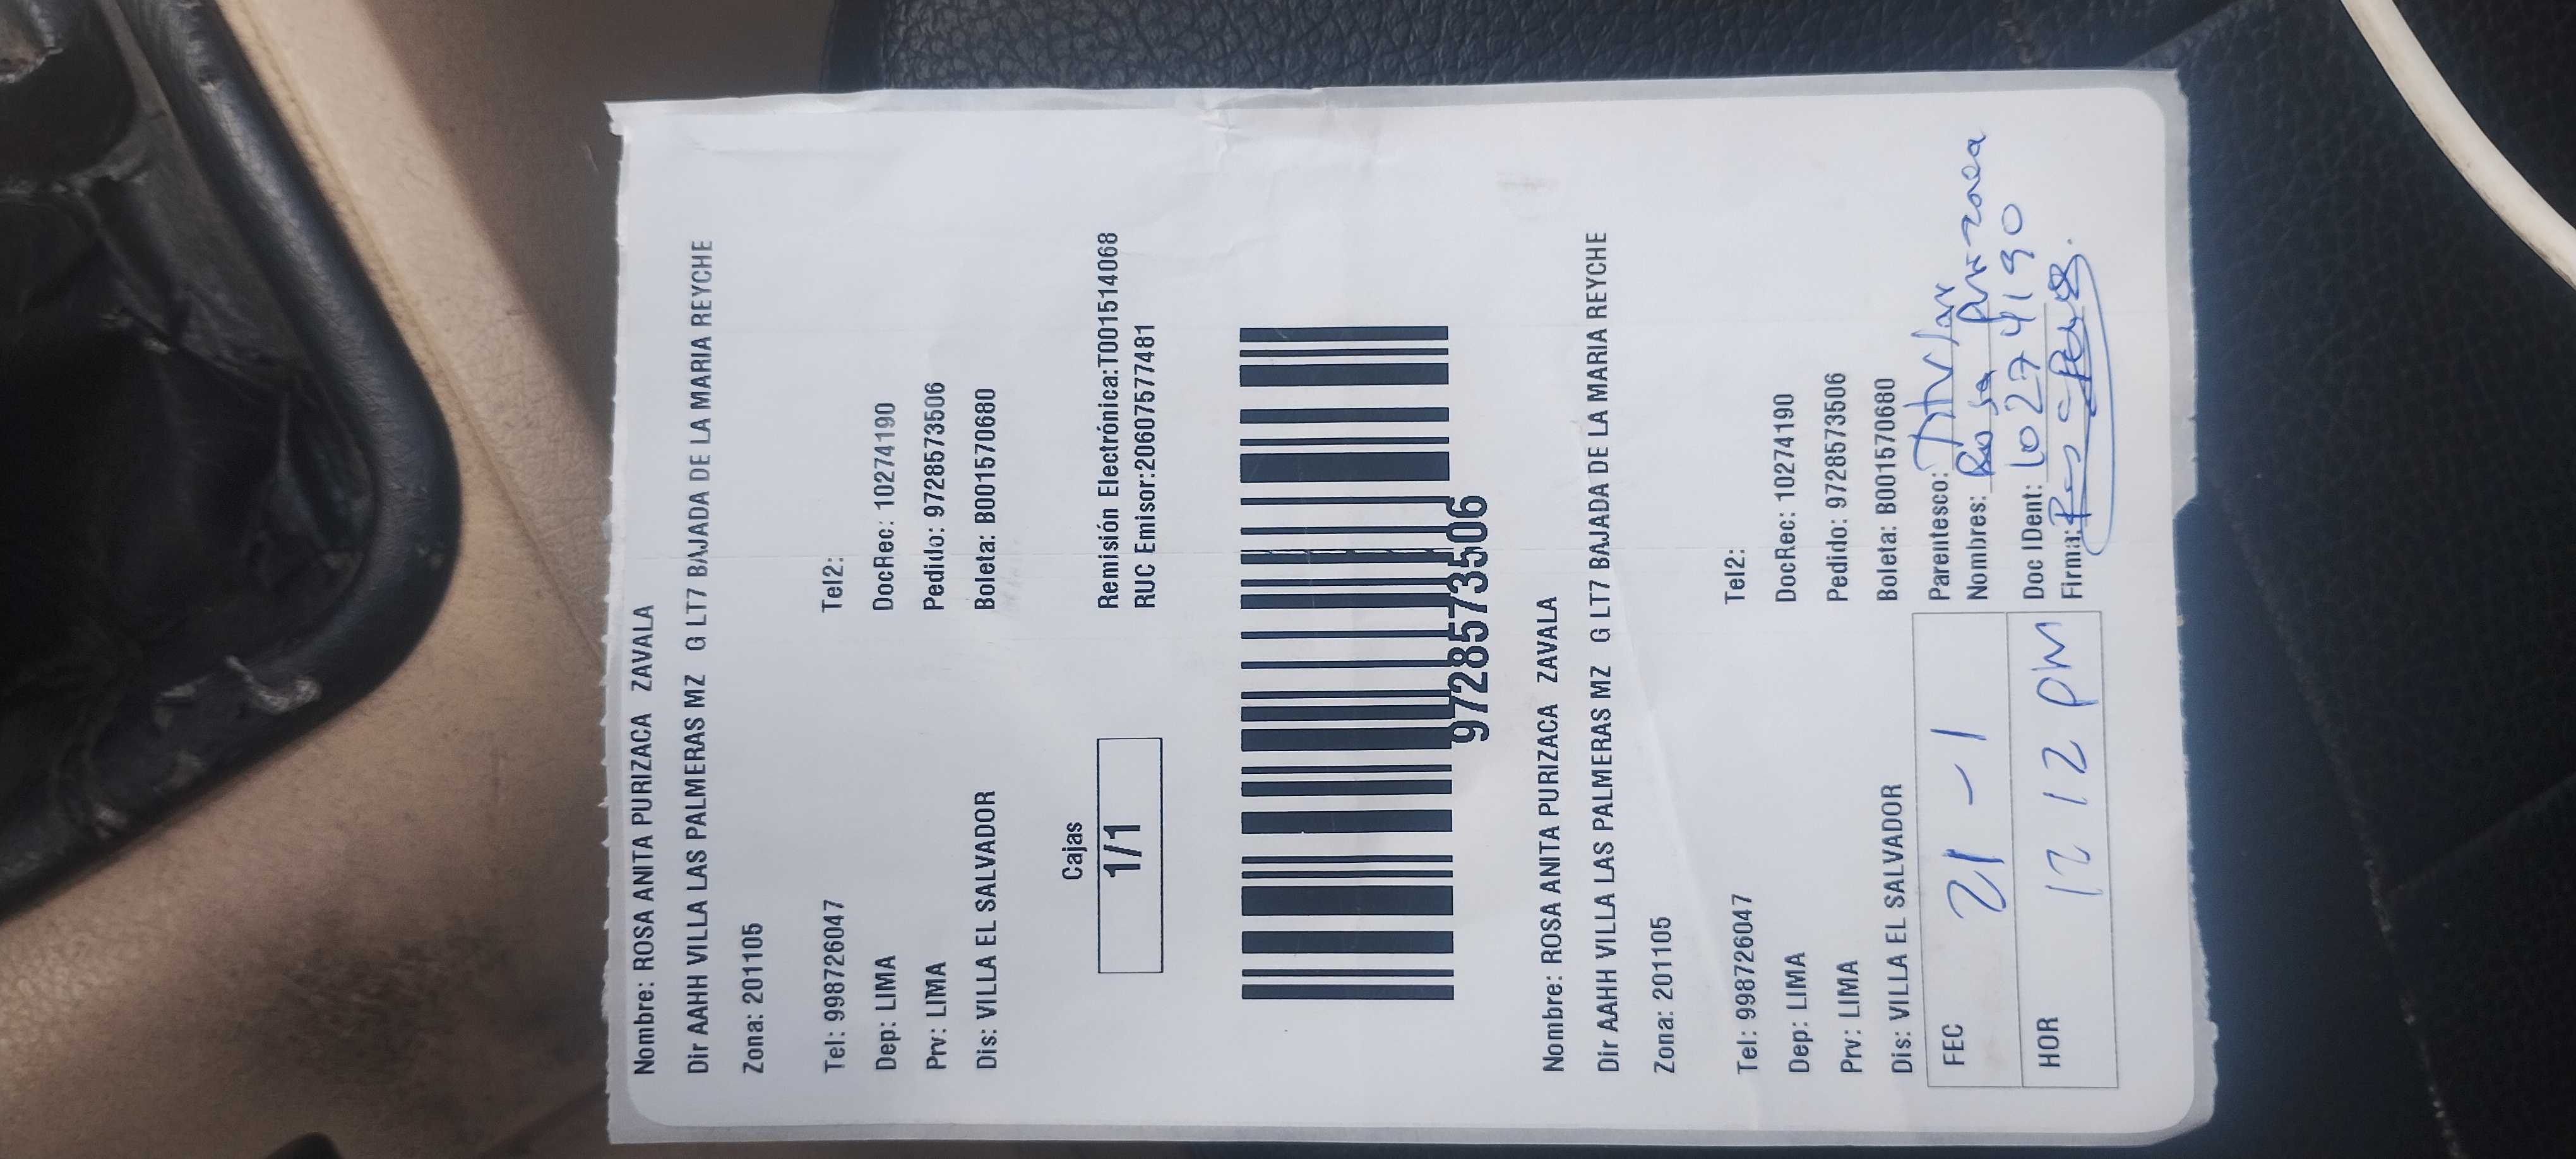 Nombre: ROSA ANITA PURIZACA ZAVALA
Dir AAHH VILLA LAS PALMERAS MZ G LT7 BAJADA DE LA MARIA REYCHE
Zona: 201105
Tel: 998726047 Tel2:
Dep: LIMA DocRec: 10274190
Prv: LIMA Pedido: 9728573506
Dis: VILLA EL SALVADOR Boleta: B001570680
Cajas
1/1
Remisión Electrónica:T001514068
RUC Emisor:20607577481
9728573506
Nombre: ROSA ANITA PURIZACA ZAVALA
Dir AAHH VILLA LAS PALMERAS MZ G LT7 BAJADA DE LA MARIA REYCHE
Zona: 201105
Tel: 998726047 Tel2:
Dep: LIMA DocRec: 10274190
Prv: LIMA Pedido: 9728573506
Dis: VILLA EL SALVADOR Boleta: B001570680
FEC 21 - 1
HOR 12 12 PM
Parentesco:
Nombres: Rosa
Doc IDent: 10274190
Firma: